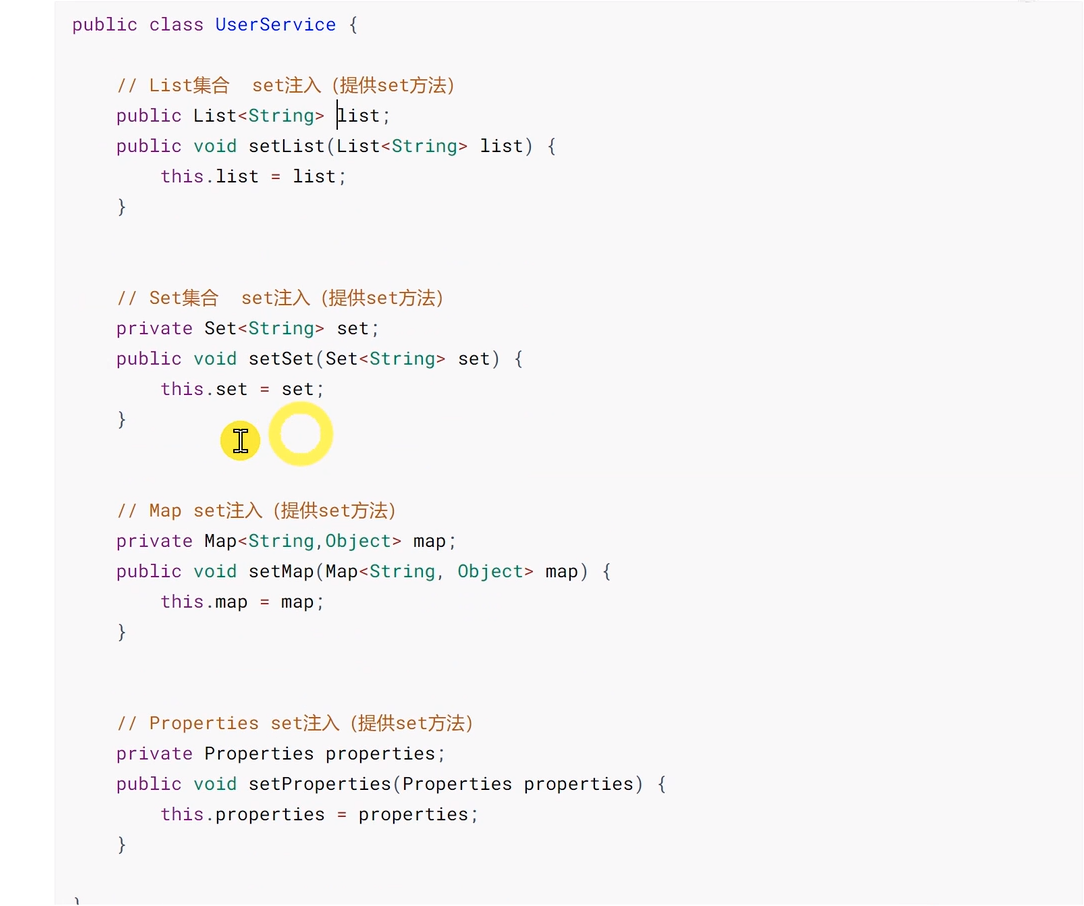 public class UserService {
// List集合  set注入（提供set方法）
public List<String> list;
public void setList(List<String> list) {
this.list = list;
}
// Set集合  set注入（提供set方法）
private Set<String> set;
public void setSet(Set<String> set) {
this.set = set;
}
// Map set注入（提供set方法）
private Map<String,Object> map;
public void setMap(Map<String, Object> map) {
this.map = map;
}
// Properties set注入（提供set方法）
private Properties properties;
public void setProperties(Properties properties) {
this.properties = properties;
}
}